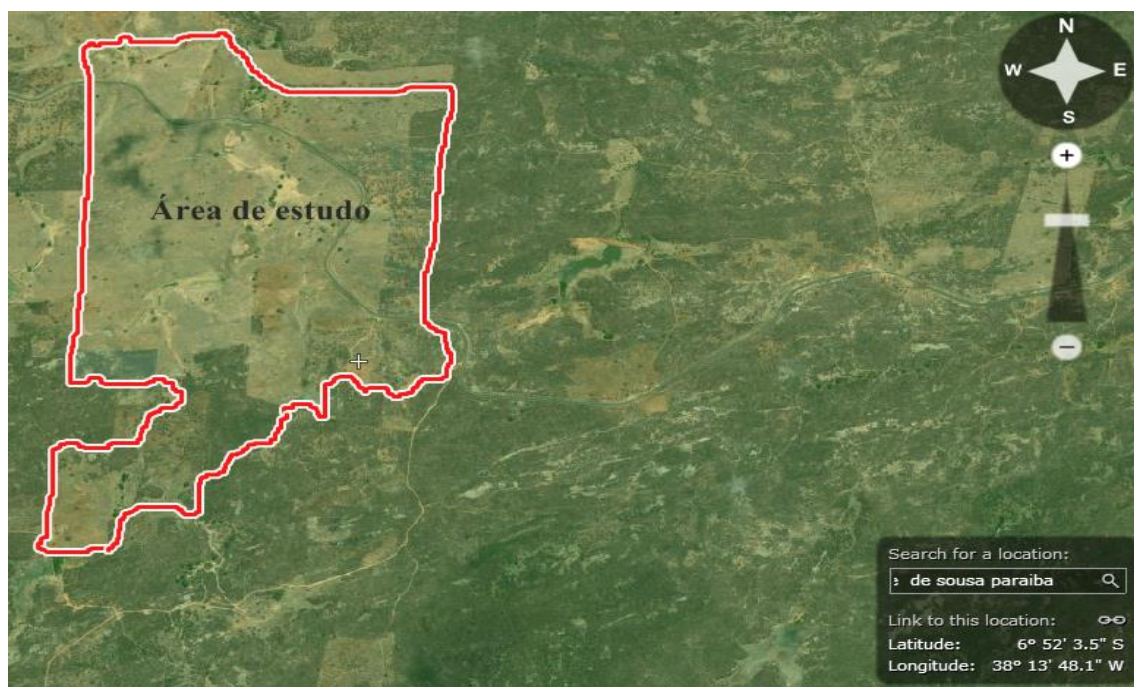 N
W E
S
+
Área de estudo
−
Search for a location:
de sousa paraiba
Link to this location:
Latitude: 6° 52' 3.5" S
Longitude: 38° 13' 48.1" W